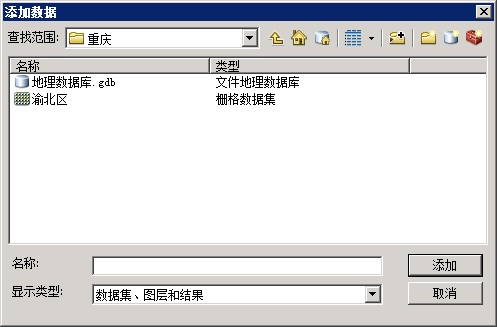 添加数据
查找范围: 重庆
名称 类型
地理数据库.gdb 文件地理数据库
渝北区 栅格数据集
名称: 添加
显示类型: 数据集、图层和结果 取消